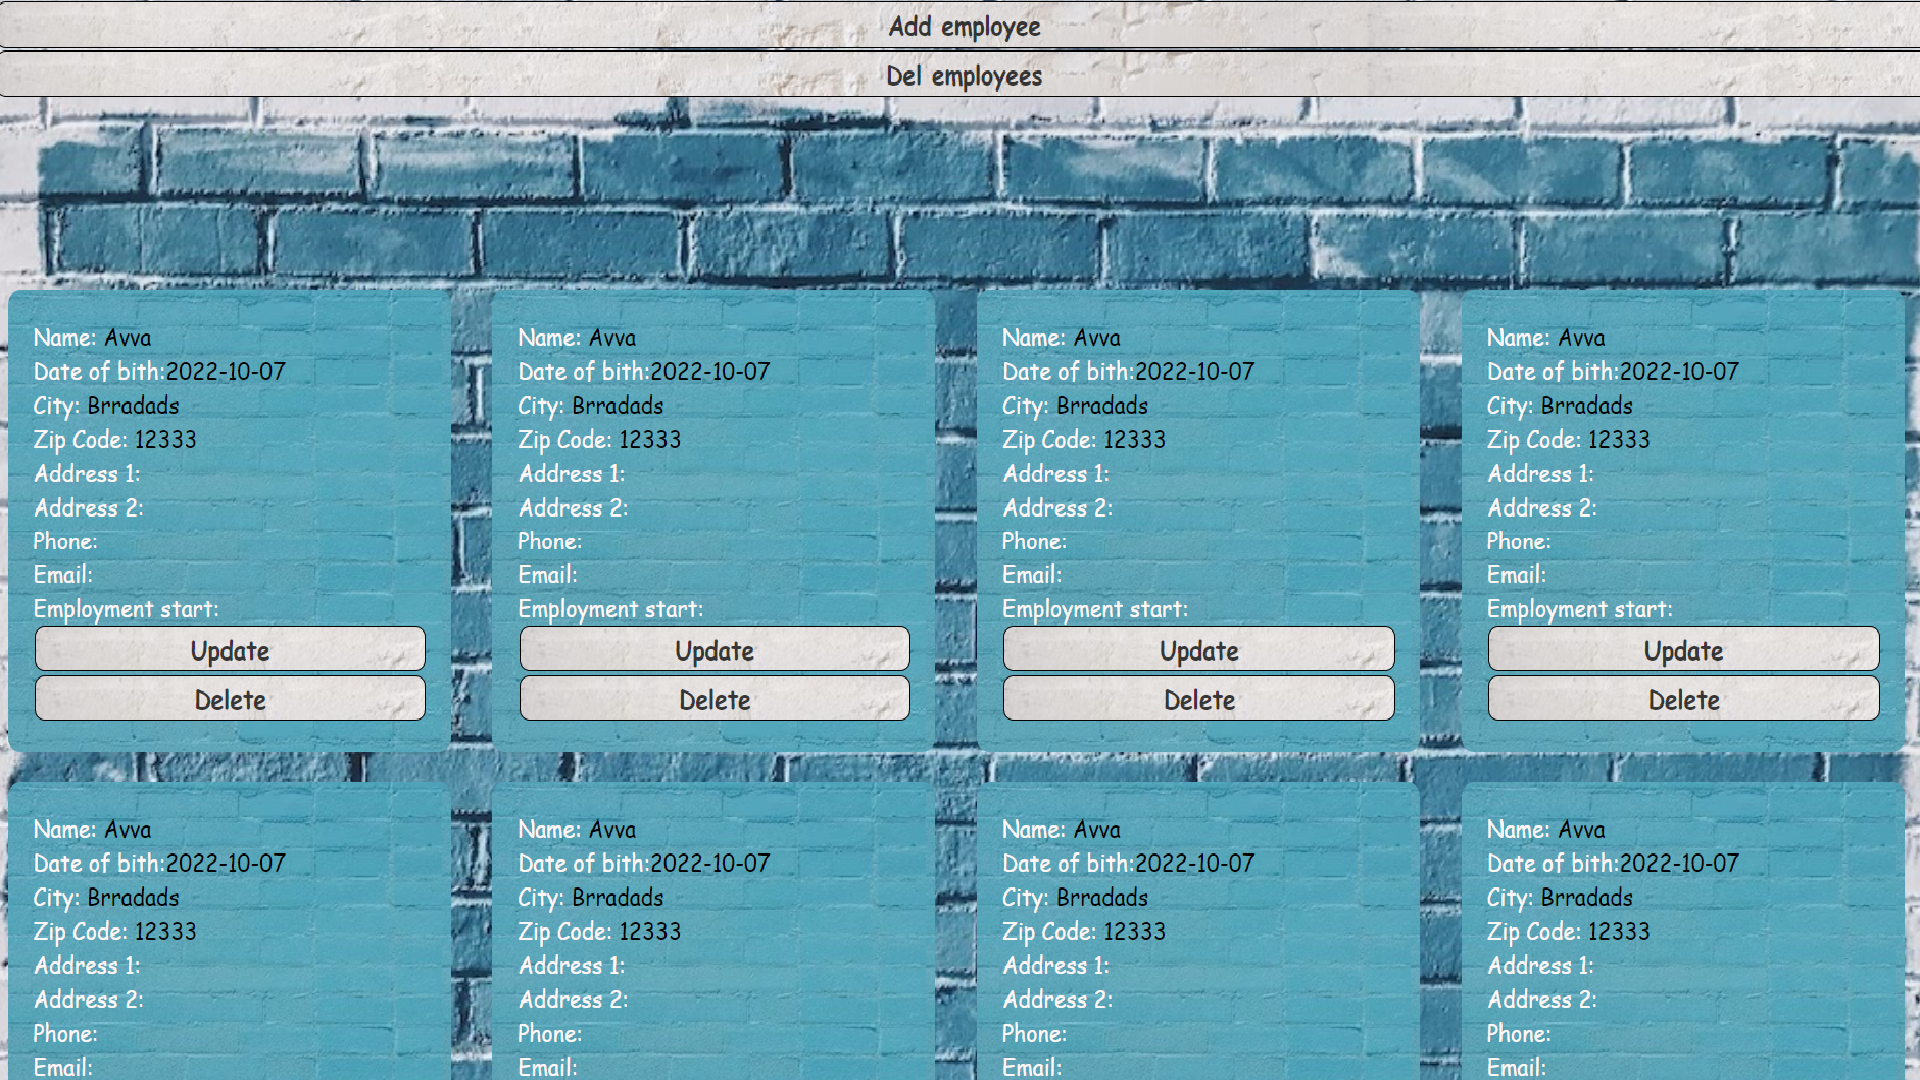 Add employee
Del employees
Name: Avva
Date of bith:2022-10-07
City: Brradads
Zip Code: 12333
Address 1:
Address 2:
Phone:
Email:
Employment start:
Update
Delete
Name: Avva
Date of bith:2022-10-07
City: Brradads
Zip Code: 12333
Address 1:
Address 2:
Phone:
Email:
Employment start:
Update
Delete
Name: Avva
Date of bith:2022-10-07
City: Brradads
Zip Code: 12333
Address 1:
Address 2:
Phone:
Email:
Employment start:
Update
Delete
Name: Avva
Date of bith:2022-10-07
City: Brradads
Zip Code: 12333
Address 1:
Address 2:
Phone:
Email:
Employment start:
Update
Delete
Name: Avva
Date of bith:2022-10-07
City: Brradads
Zip Code: 12333
Address 1:
Address 2:
Phone:
Email:
Name: Avva
Date of bith:2022-10-07
City: Brradads
Zip Code: 12333
Address 1:
Address 2:
Phone:
Email:
Name: Avva
Date of bith:2022-10-07
City: Brradads
Zip Code: 12333
Address 1:
Address 2:
Phone:
Email:
Name: Avva
Date of bith:2022-10-07
City: Brradads
Zip Code: 12333
Address 1:
Address 2:
Phone:
Email: